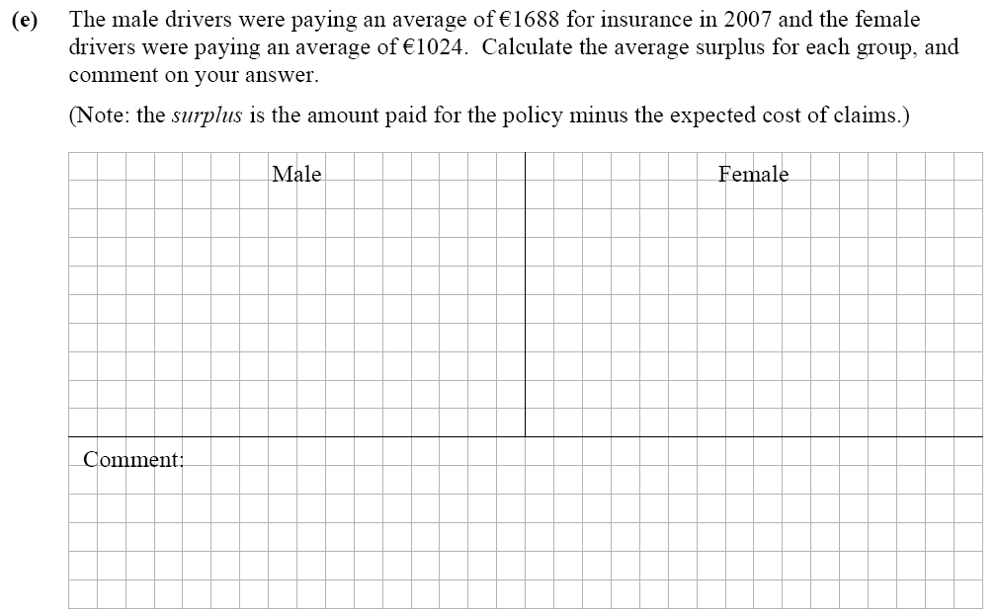 (e) The male drivers were paying an average of €1688 for insurance in 2007 and the female
drivers were paying an average of €1024. Calculate the average surplus for each group, and
comment on your answer.
(Note: the surplus is the amount paid for the policy minus the expected cost of claims.)
Male
Female
Comment: